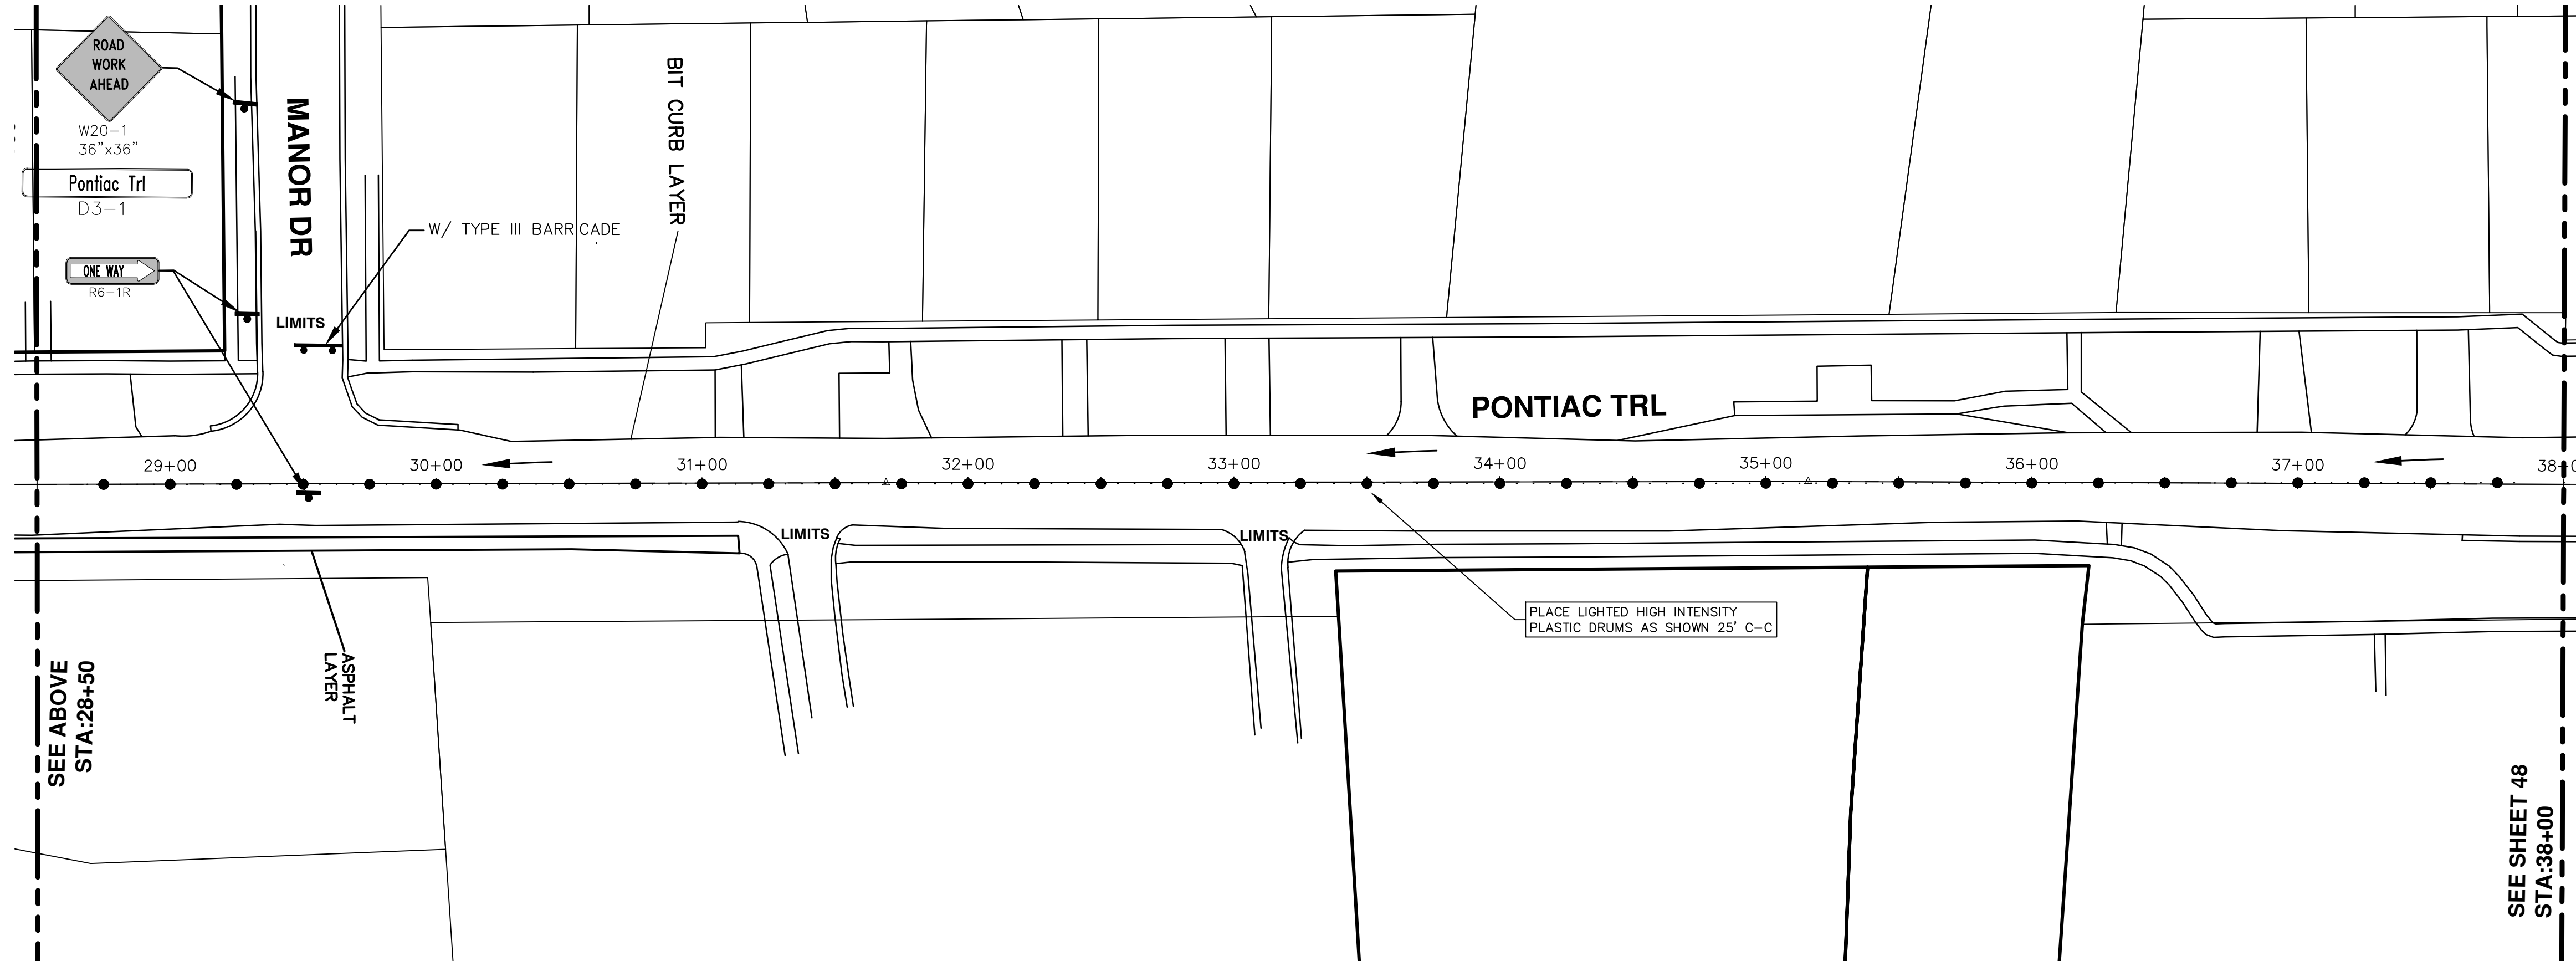 ROAD
WORK
AHEAD
W20-1
36"x36"
Pontiac Trl
D3-1
ONE WAY
R6-1R
MANOR DR
LIMITS
W/ TYPE III BARRICADE
BIT CURB LAYER
PONTIAC TRL
29+00
30+00
31+00
32+00
33+00
34+00
35+00
36+00
37+00
38+00
LIMITS
LIMITS
PLACE LIGHTED HIGH INTENSITY
PLASTIC DRUMS AS SHOWN 25' C-C
ASPHALT
LAYER
SEE ABOVE
STA:28+50
SEE SHEET 48
STA:38+00